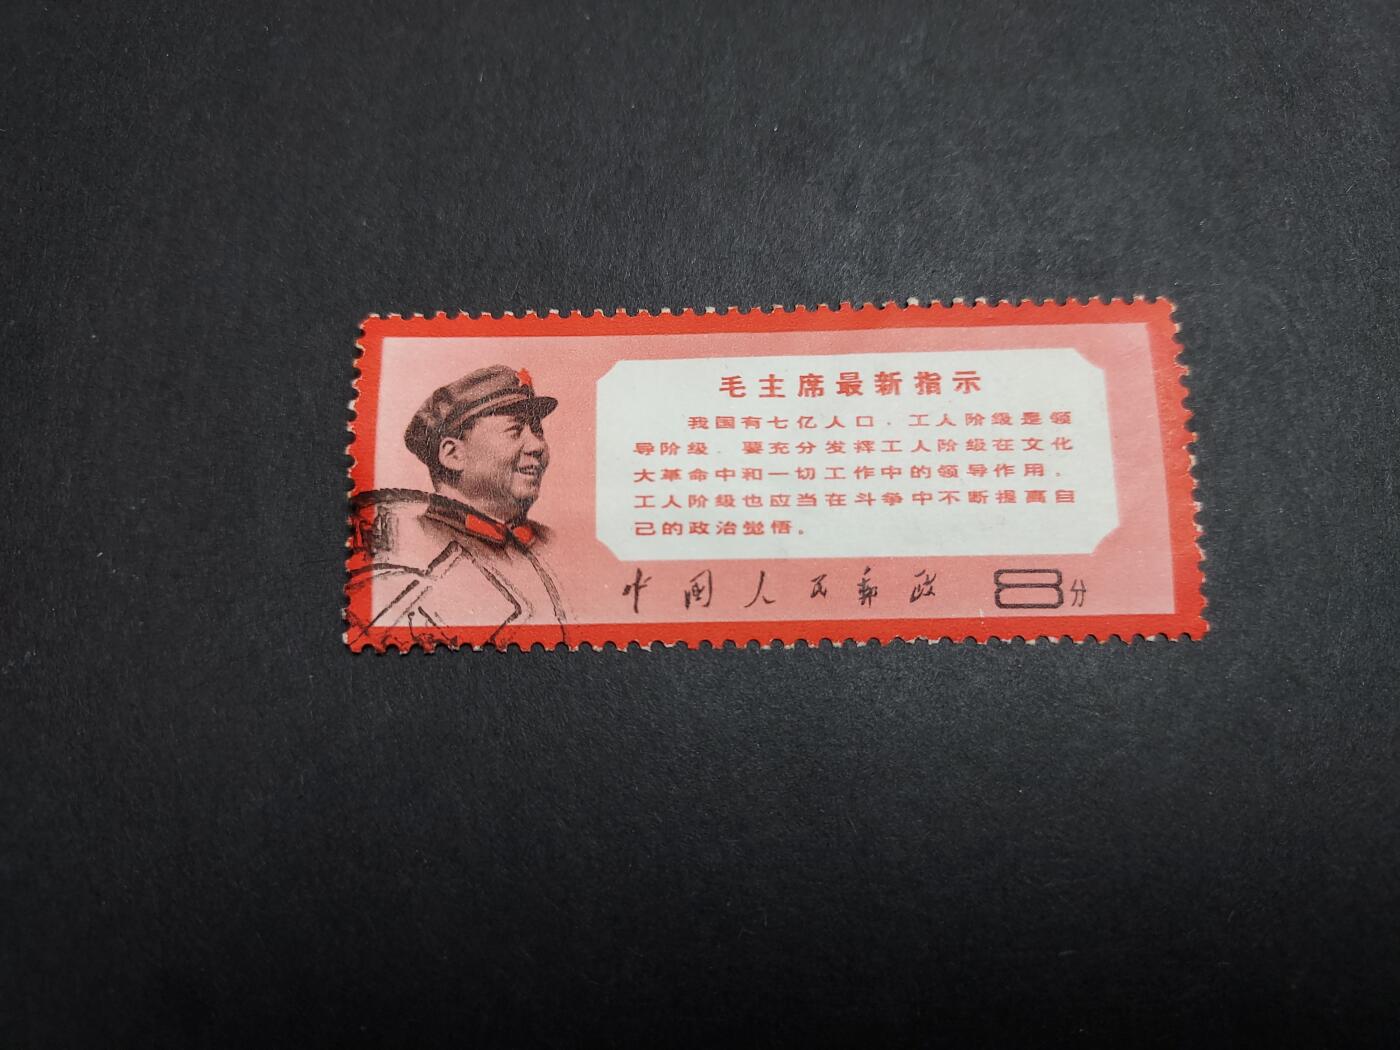 毛主席最新指示
我国有七亿人口，工人阶级是领
导阶级。要充分发挥工人阶级在文化
大革命中和一切工作中的领导作用。
工人阶级也应当在斗争中不断提高自
己的政治觉悟。
中国人民邮政 8分